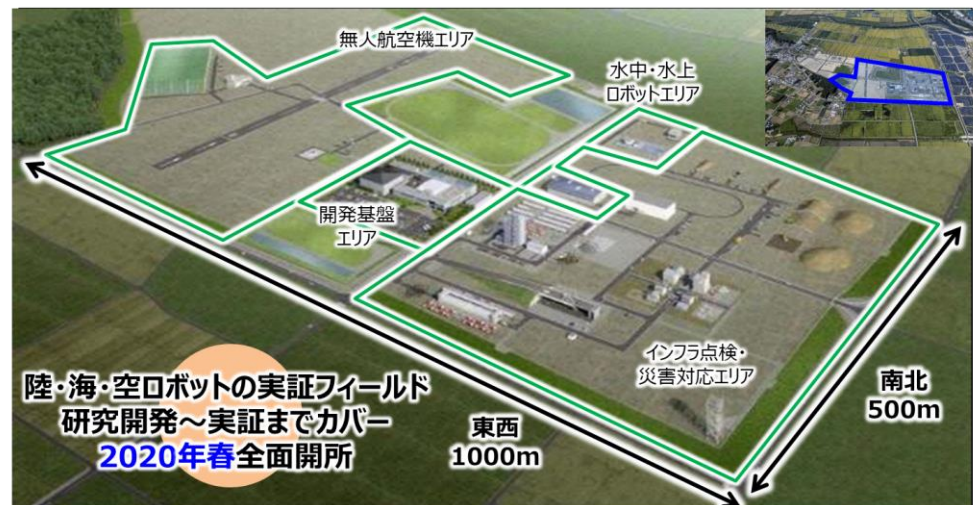 無人航空機エリア
水中・水上
ロボットエリア
開発基盤
エリア
インフラ点検・
災害対応エリア
南北
500m
東西
1000m
陸・海・空ロボットの実証フィールド
研究開発～実証までカバー
2020年春全面開所